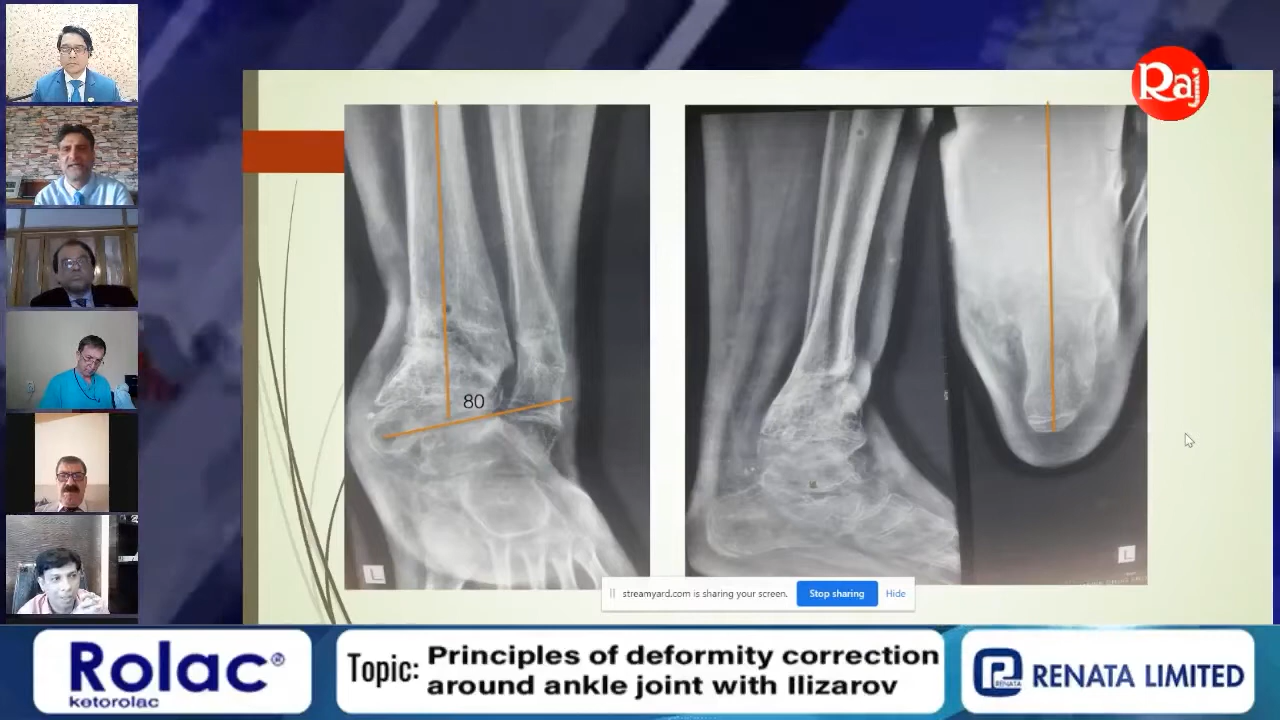 Raj
80
L
L
streamyard.com is sharing your screen.
Stop sharing
Hide
Rolac®
ketorolac
Topic:
Principles of deformity correction
around ankle joint with Ilizarov
RENATA LIMITED